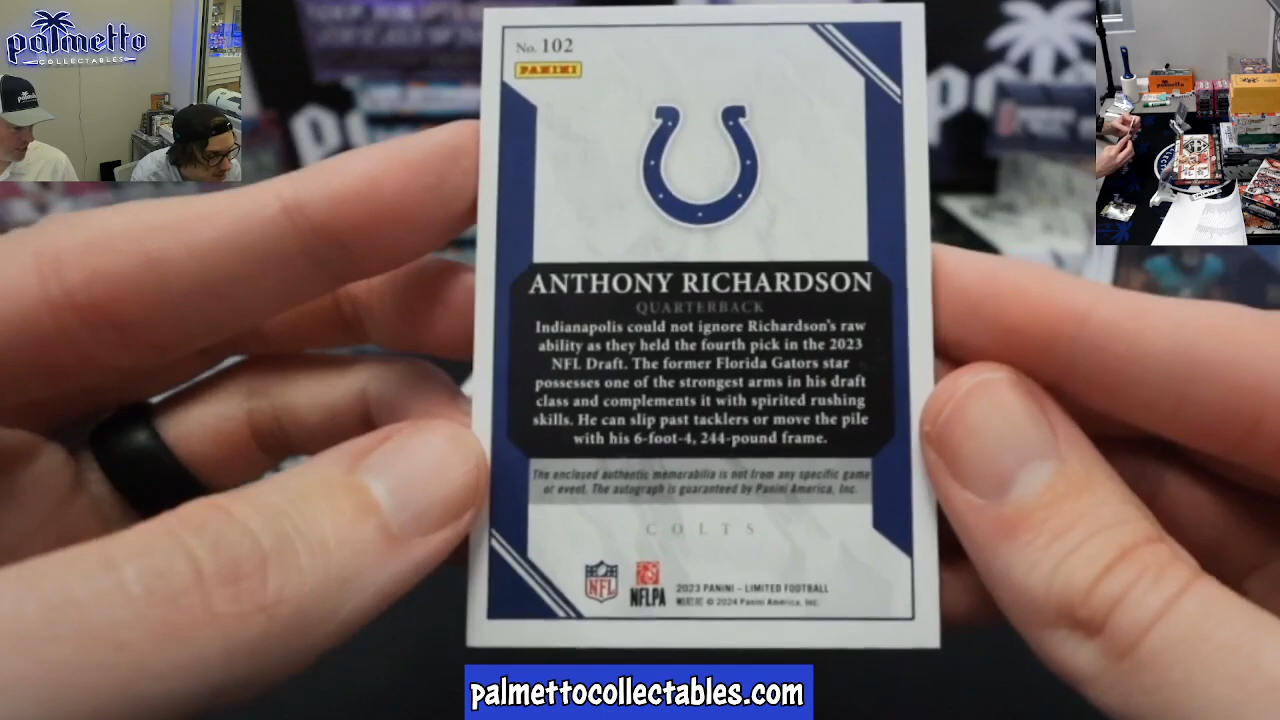 palmetto
COLLECTABLES
No. 102
PANINI
ANTHONY RICHARDSON
QUARTERBACK
Indianapolis could not ignore Richardson's raw
ability as they held the fourth pick in the 2023
NFL Draft. The former Florida Gators star
possesses one of the strongest arms in his draft
class and complements it with spirited rushing
skills. He can slip past tacklers or move the pile
with his 6-foot-4, 244-pound frame.
The enclosed authentic memorabilia is not from any specific game
or event. The autograph is guaranteed by Panini America, Inc.
COLTS
NFL
NFLPA
2023 PANINI - LIMITED FOOTBALL
© 2024 Panini America, Inc.
palmettocollectables.com